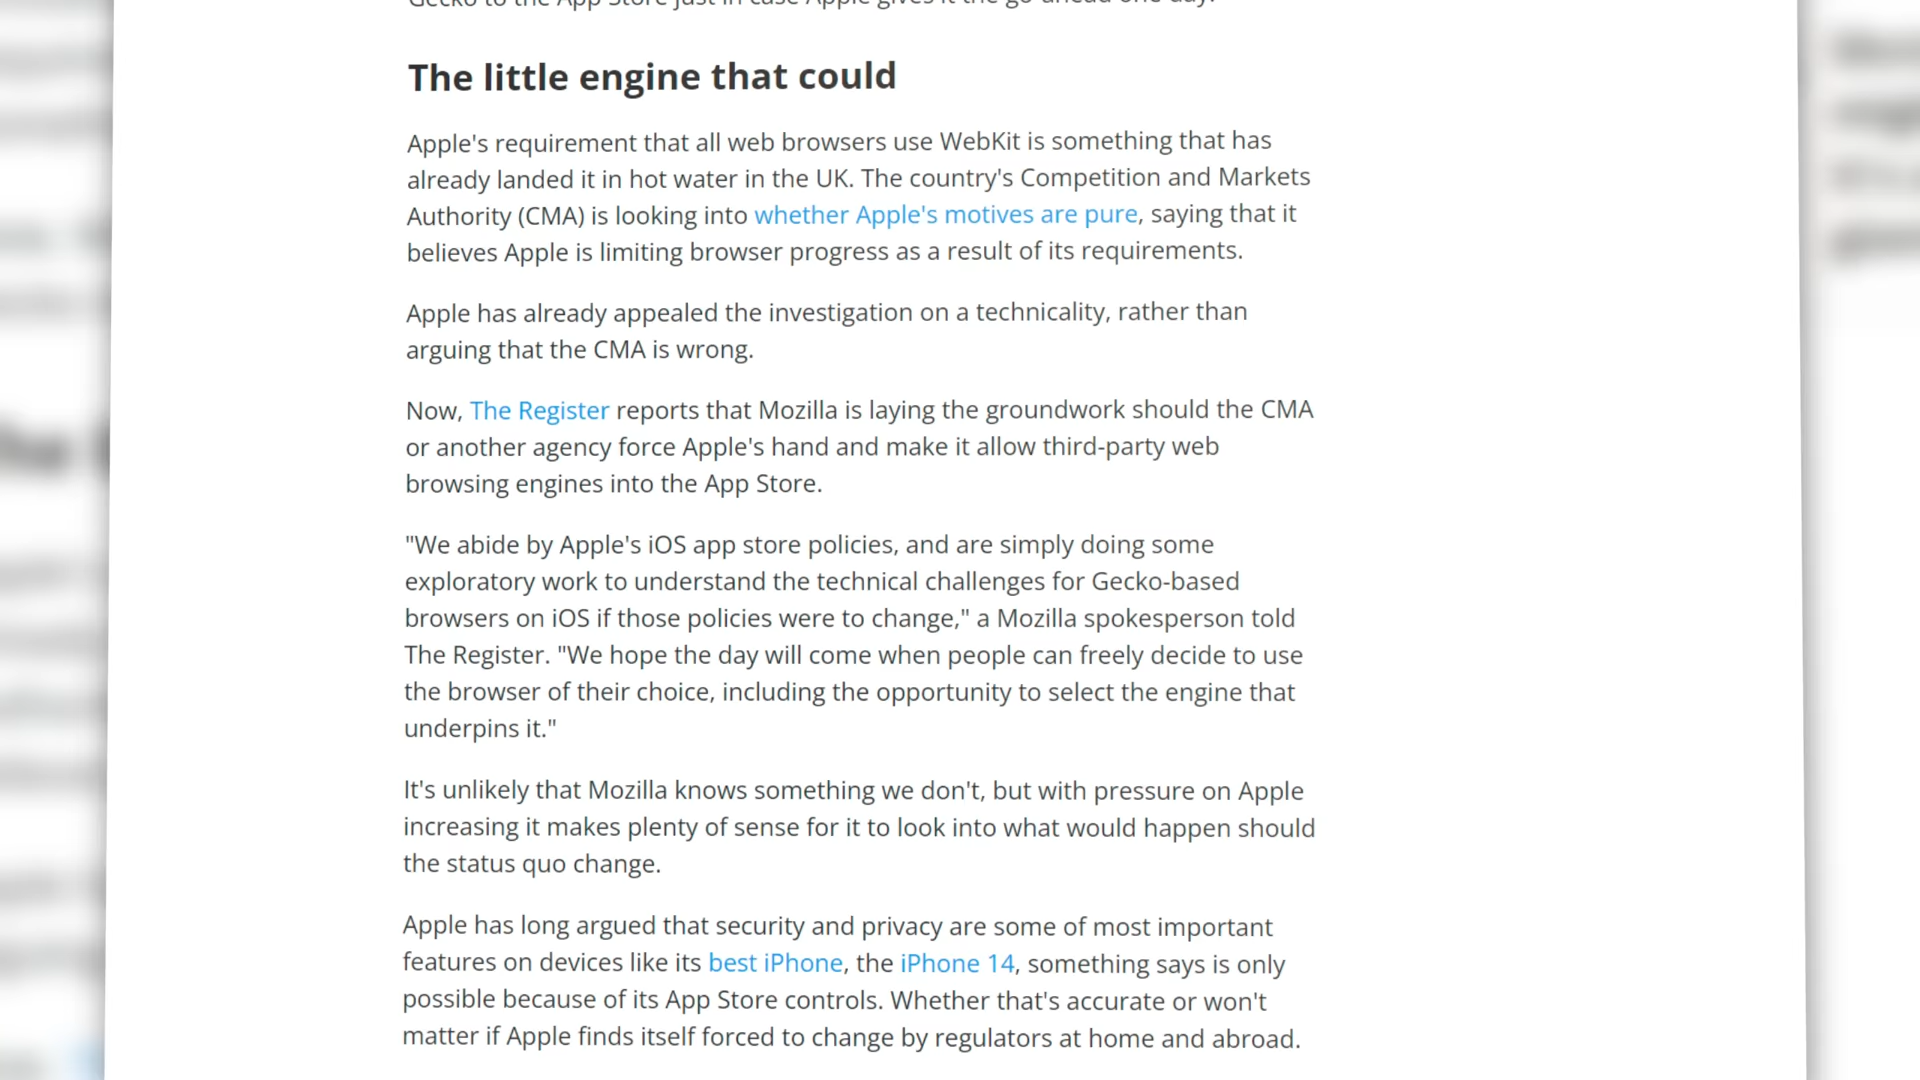 Gecko to the App Store just in case Apple gives it the go-ahead one day.
The little engine that could
Apple's requirement that all web browsers use WebKit is something that has
already landed it in hot water in the UK. The country's Competition and Markets
Authority (CMA) is looking into whether Apple's motives are pure, saying that it
believes Apple is limiting browser progress as a result of its requirements.
Apple has already appealed the investigation on a technicality, rather than
arguing that the CMA is wrong.
Now, The Register reports that Mozilla is laying the groundwork should the CMA
or another agency force Apple's hand and make it allow third-party web
browsing engines into the App Store.
"We abide by Apple's iOS app store policies, and are simply doing some
exploratory work to understand the technical challenges for Gecko-based
browsers on iOS if those policies were to change," a Mozilla spokesperson told
The Register. "We hope the day will come when people can freely decide to use
the browser of their choice, including the opportunity to select the engine that
underpins it."
It's unlikely that Mozilla knows something we don't, but with pressure on Apple
increasing it makes plenty of sense for it to look into what would happen should
the status quo change.
Apple has long argued that security and privacy are some of most important
features on devices like its best iPhone, the iPhone 14, something says is only
possible because of its App Store controls. Whether that's accurate or won't
matter if Apple finds itself forced to change by regulators at home and abroad.